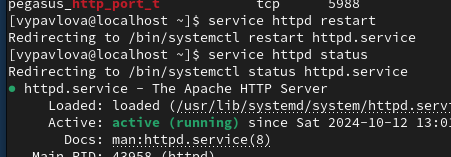 pegasus_http_port_t tcp 5988
[vypavlova@localhost ~]$ service httpd restart
Redirecting to /bin/systemctl restart httpd.service
[vypavlova@localhost ~]$ service httpd status
Redirecting to /bin/systemctl status httpd.service
● httpd.service - The Apache HTTP Server
Loaded: loaded (/usr/lib/systemd/system/httpd.servi
Active: active (running) since Sat 2024-10-12 13:01
Docs: man:httpd.service(8)
Main PID: 43958 (httpd)